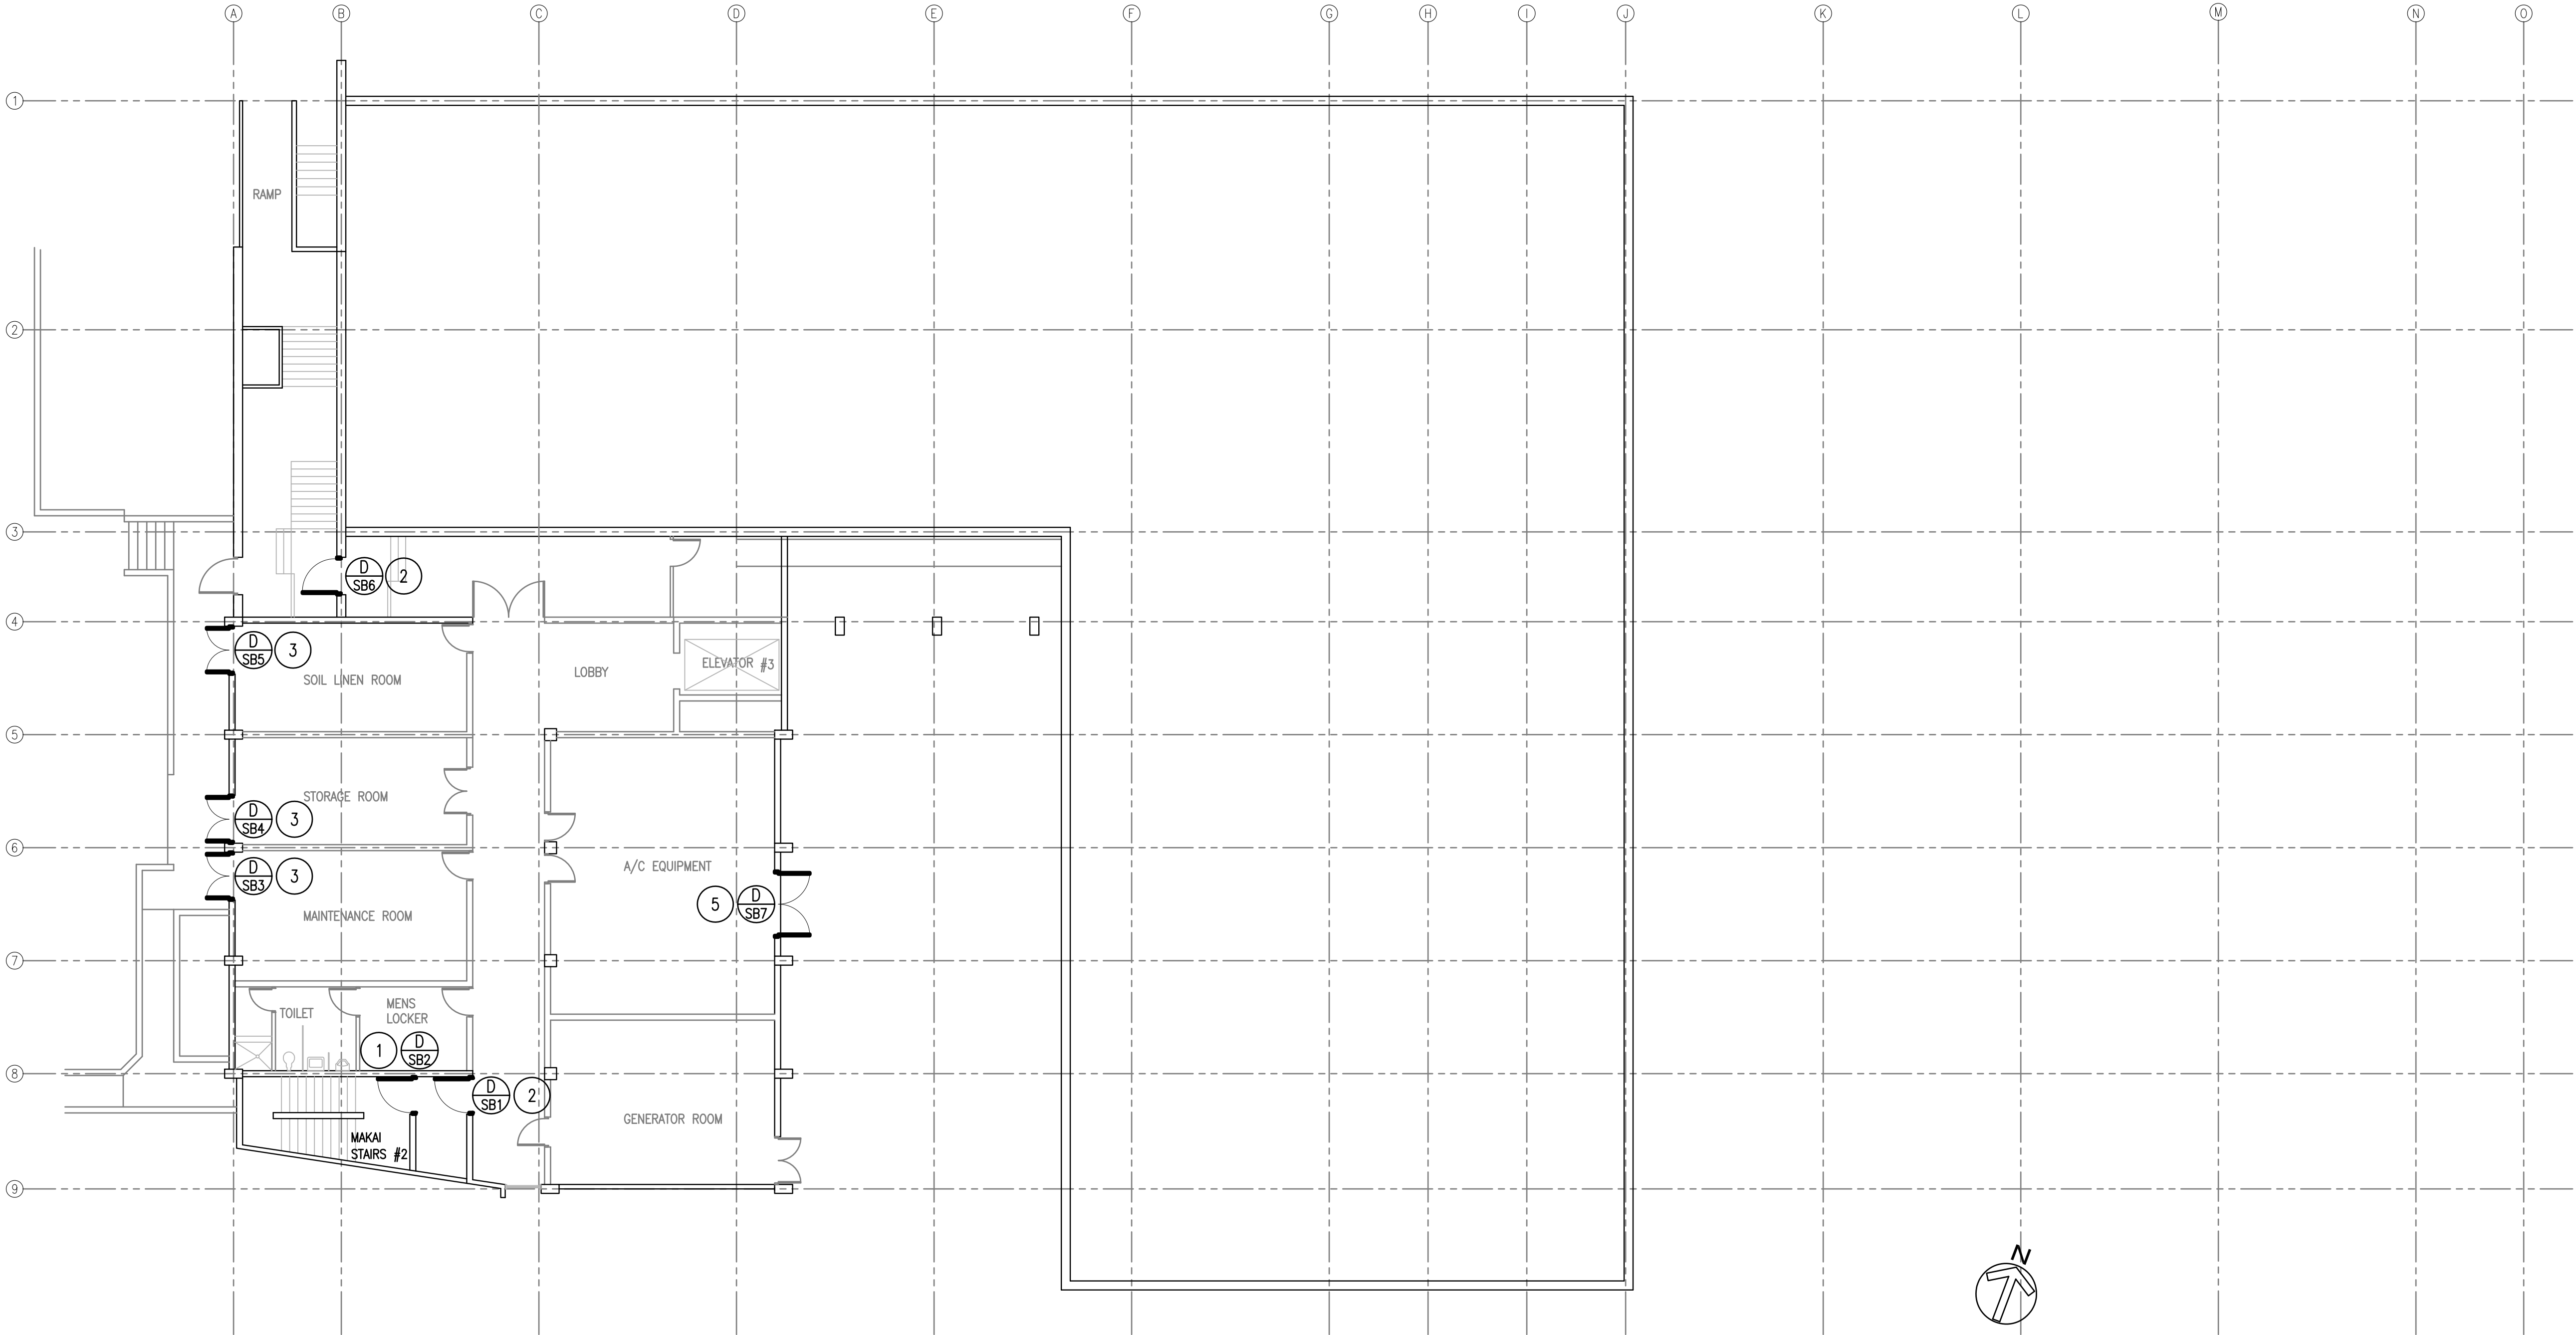 A B C D E F G H I J K L M N O
1
RAMP
2
3
D
SB6
2
4
D
SB5
3
SOIL LINEN ROOM
LOBBY
ELEVATOR #3
5
STORAGE ROOM
D
SB4
3
6
D
SB3
3
A/C EQUIPMENT
MAINTENANCE ROOM
5
D
SB7
7
TOILET
MENS
LOCKER
1
D
SB2
8
D
SB1
2
GENERATOR ROOM
MAKAI
STAIRS #2
9
N